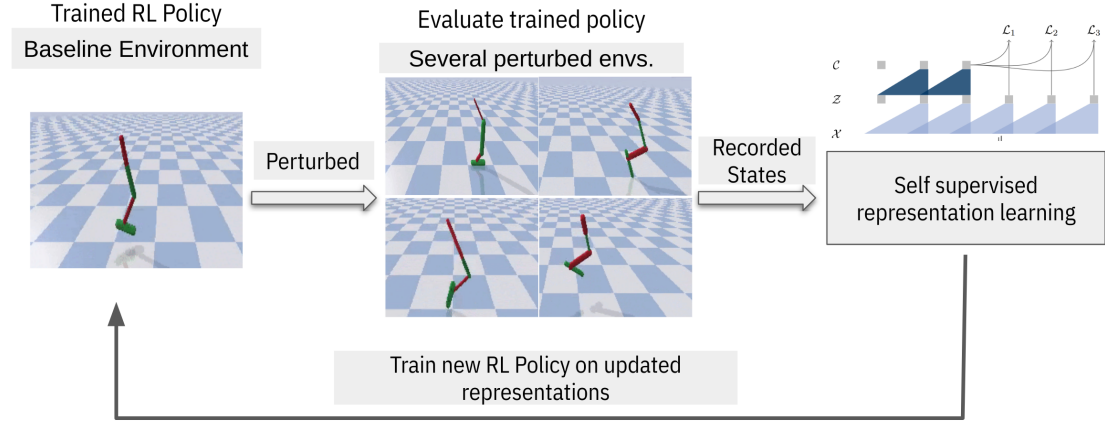 Trained RL Policy
Baseline Environment
Evaluate trained policy
Several perturbed envs.
Perturbed
Recorded
States
ℒ₁ ℒ₂ ℒ₃
𝒞
𝒵
𝒳
Self supervised
representation learning
Train new RL Policy on updated
representations